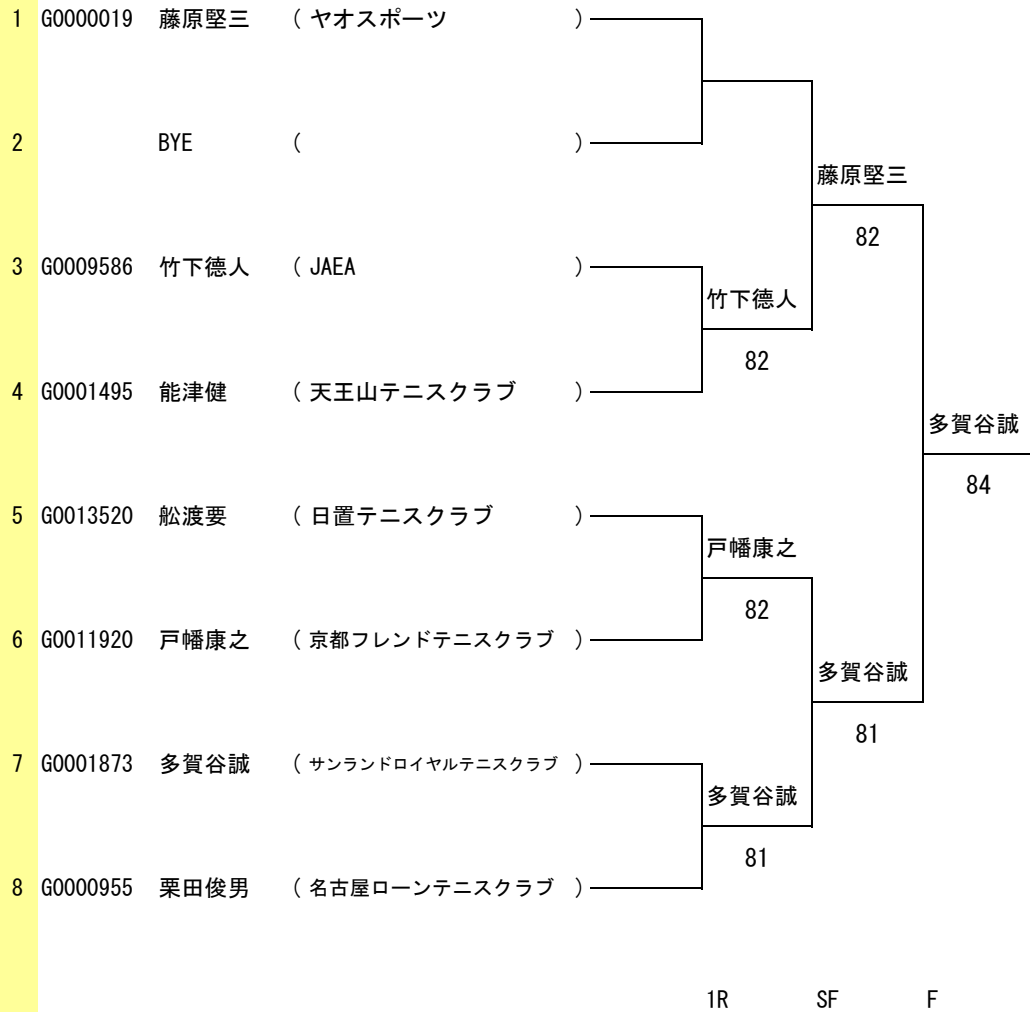 1 G0000019 藤原堅三 ( ヤオスポーツ )
2 BYE ( )
藤原堅三
82
3 G0009586 竹下德人 ( JAEA )
竹下德人
82
4 G0001495 能津健 ( 天王山テニスクラブ )
多賀谷誠
84
5 G0013520 舩渡要 ( 日置テニスクラブ )
戸幡康之
82
6 G0011920 戸幡康之 ( 京都フレンドテニスクラブ )
多賀谷誠
81
7 G0001873 多賀谷誠 ( サンランドロイヤルテニスクラブ )
多賀谷誠
81
8 G0000955 栗田俊男 ( 名古屋ローンテニスクラブ )
1R SF F